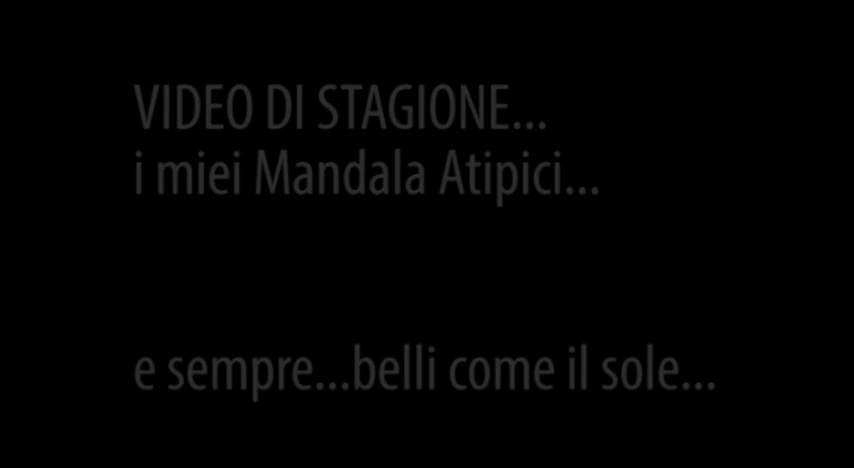 VIDEO DI STAGIONE...
i miei Mandala Atipici...
e sempre...belli come il sole...